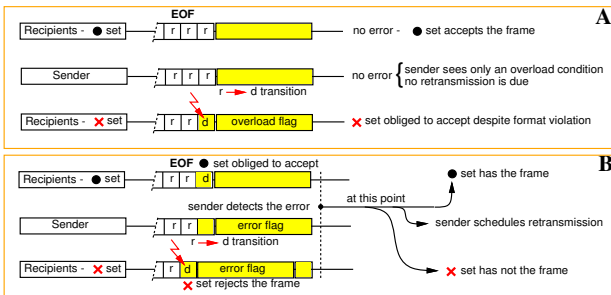 A
EOF
Recipients - set r r r no error - set accepts the frame
Sender r r r no error sender sees only an overload condition
no retransmission is due
r d transition
Recipients - set r r d overload flag set obliged to accept despite format violation
B
EOF set obliged to accept
Recipients - set r r d set has the frame
sender detects the error at this point
Sender r r error flag sender schedules retransmission
r d transition
Recipients - set r d error flag set has not the frame
set rejects the frame